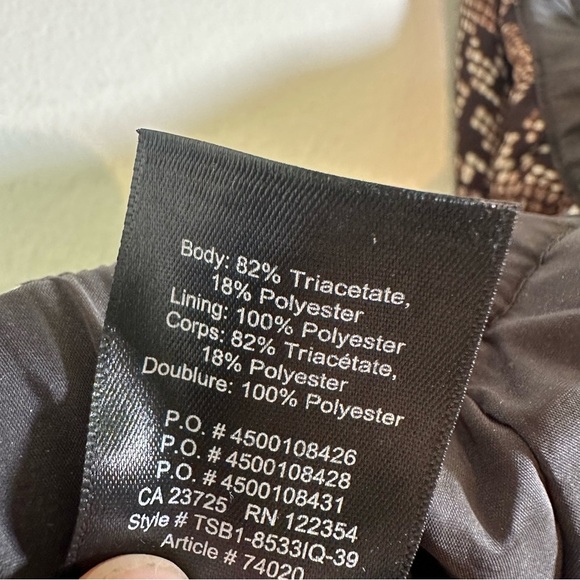 Body: 82% Triacetate,
18% Polyester
Lining: 100% Polyester
Corps: 82% Triacétate,
18% Polyester
Doublure: 100% Polyester
P.O. # 4500108426
P.O. # 4500108428
P.O. # 4500108431
CA 23725 RN 122354
Style # TSB1-8533IQ-39
Article # 74020